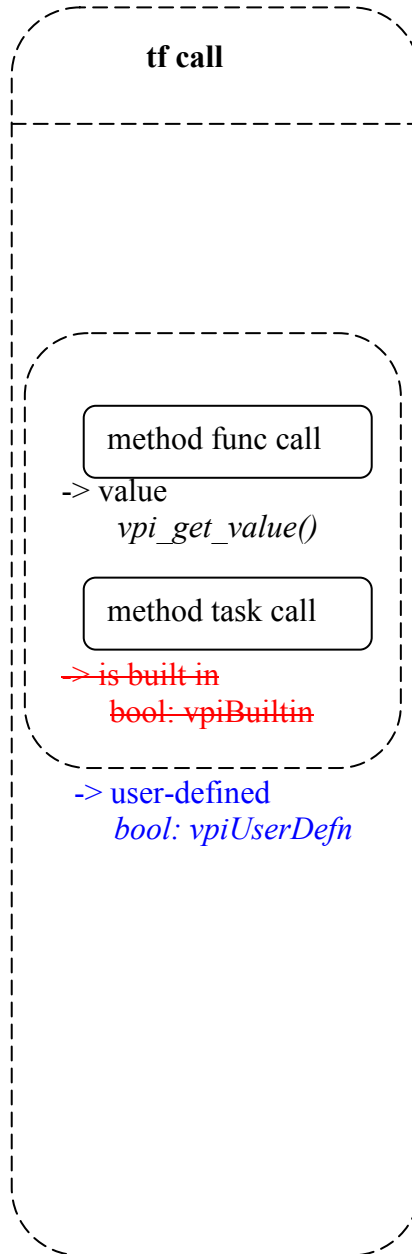 tf call
method func call
-> value
vpi_get_value()
method task call
-> is built in
bool: vpiBuiltin
-> user-defined
bool: vpiUserDefn